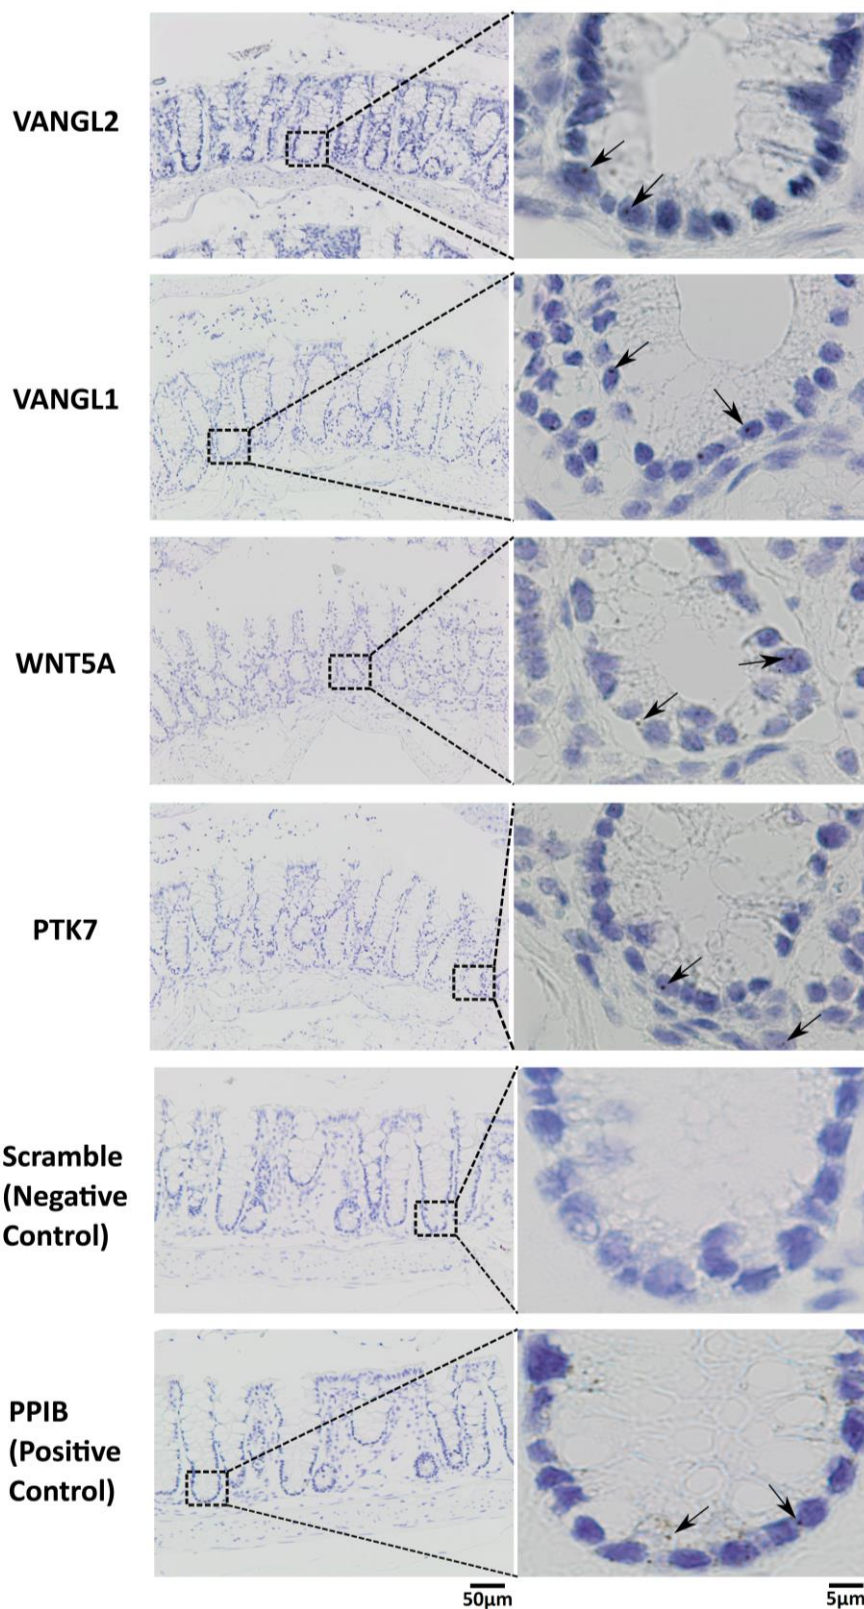 VANGL2
VANGL1
WNT5A
PTK7
Scramble
(Negative
Control)
PPIB
(Positive
Control)
50μm
5μm